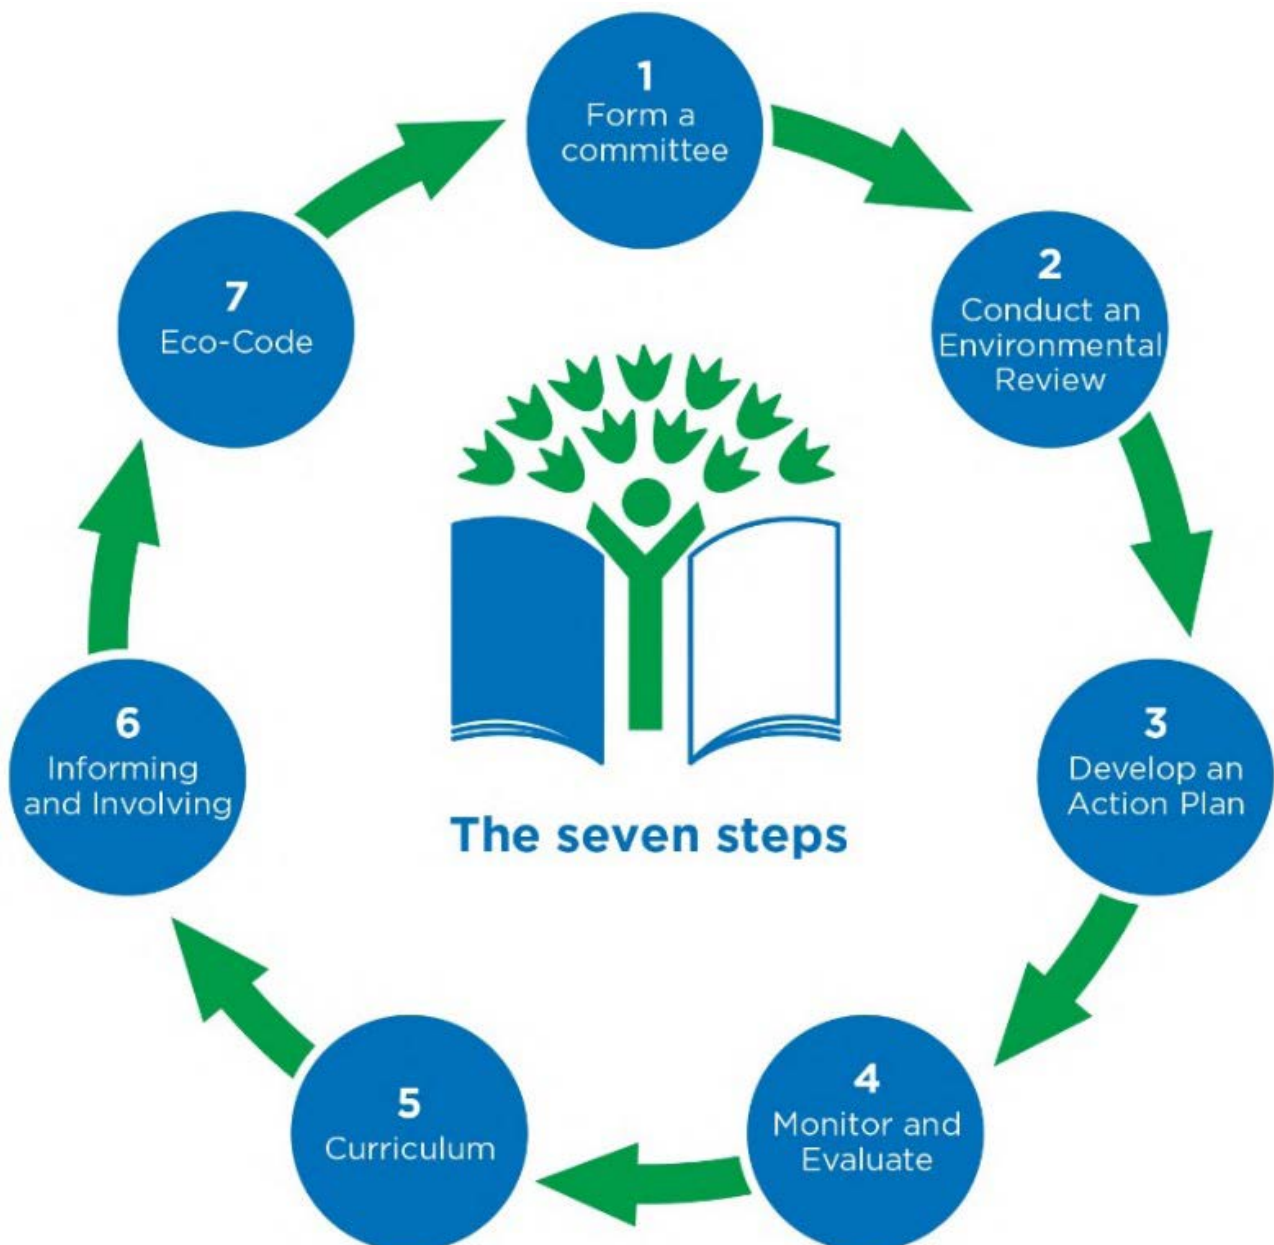 1
Form a
committee
2
Conduct an
Environmental
Review
3
Develop an
Action Plan
4
Monitor and
Evaluate
5
Curriculum
6
Informing
and Involving
7
Eco-Code
The seven steps